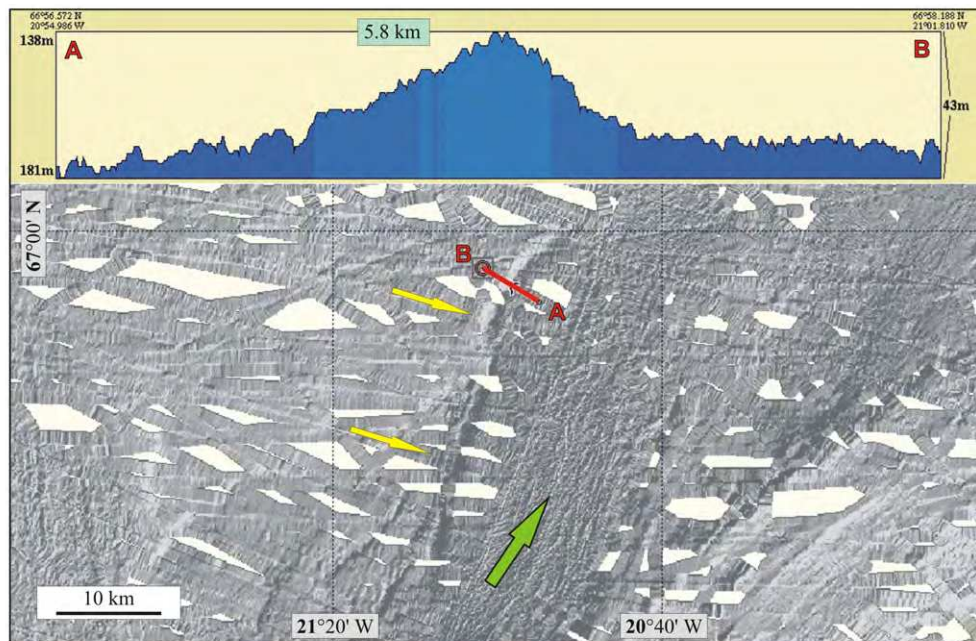 66°56.572 N
20°54.986 W
5.8 km
66°58.188 N
21°01.810 W
138m
A
B
43m
181m
67°00' N
B
A
10 km
21°20' W
20°40' W